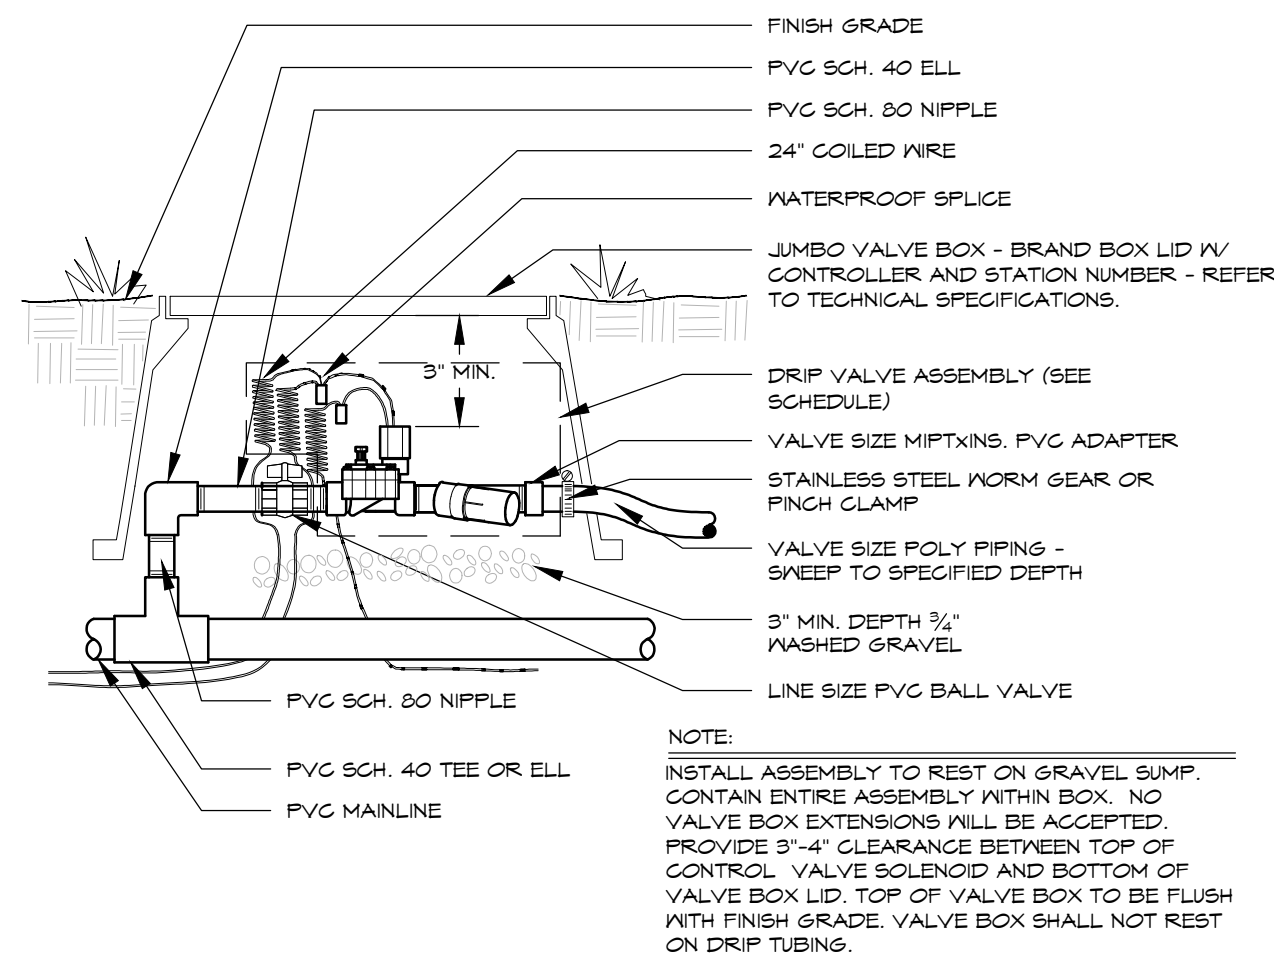 FINISH GRADE
PVC SCH. 40 ELL
PVC SCH. 80 NIPPLE
24" COILED WIRE
WATERPROOF SPLICE
JUMBO VALVE BOX - BRAND BOX LID W/
CONTROLLER AND STATION NUMBER - REFER
TO TECHNICAL SPECIFICATIONS.
3" MIN.
DRIP VALVE ASSEMBLY (SEE
SCHEDULE)
VALVE SIZE MIPTxINS. PVC ADAPTER
STAINLESS STEEL WORM GEAR OR
PINCH CLAMP
VALVE SIZE POLY PIPING -
SWEEP TO SPECIFIED DEPTH
3" MIN. DEPTH 3/4"
WASHED GRAVEL
LINE SIZE PVC BALL VALVE
PVC SCH. 80 NIPPLE
PVC SCH. 40 TEE OR ELL
PVC MAINLINE
NOTE:
INSTALL ASSEMBLY TO REST ON GRAVEL SUMP.
CONTAIN ENTIRE ASSEMBLY WITHIN BOX. NO
VALVE BOX EXTENSIONS WILL BE ACCEPTED.
PROVIDE 3"-4" CLEARANCE BETWEEN TOP OF
CONTROL VALVE SOLENOID AND BOTTOM OF
VALVE BOX LID. TOP OF VALVE BOX TO BE FLUSH
WITH FINISH GRADE. VALVE BOX SHALL NOT REST
ON DRIP TUBING.